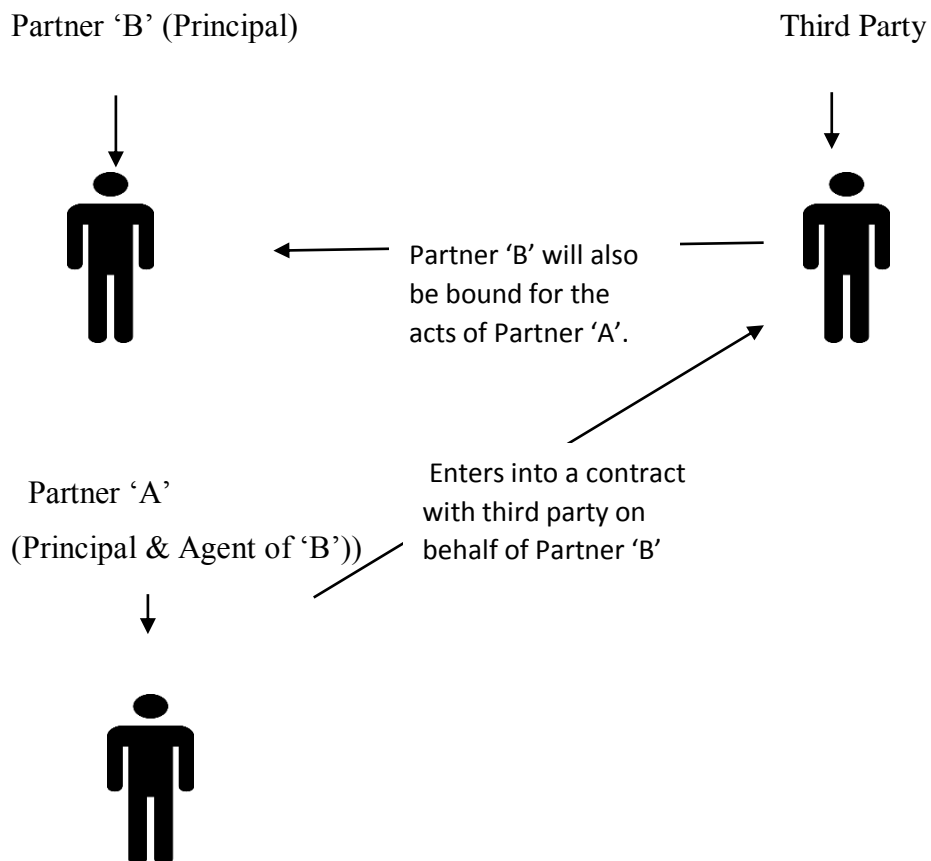 Partner ‘B’ (Principal)
Third Party
Partner ‘B’ will also
be bound for the
acts of Partner ‘A’.
Enters into a contract
with third party on
behalf of Partner ‘B’
Partner ‘A’
(Principal & Agent of ‘B’))